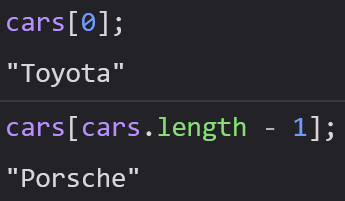 cars[0];
"Toyota"
cars[cars.length - 1];
"Porsche"